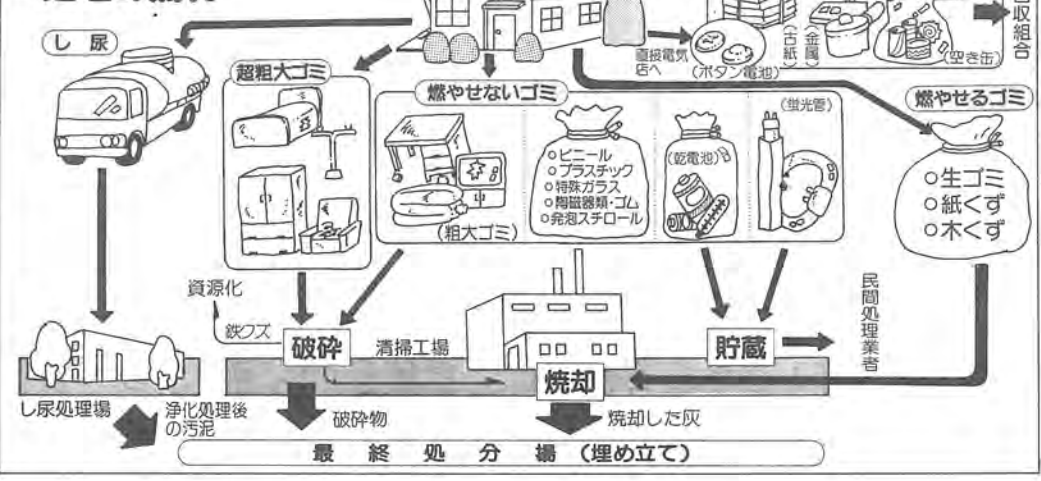 し尿
超粗大ゴミ
燃やせないゴミ
直接電気
店へ
(ボタン電池)
(古紙)
(金属)
(空き缶)
収組合
燃やせるゴミ
○ビニール
○プラスチック
○特殊ガラス
○陶磁器類・ゴム
○発泡スチロール
(粗大ゴミ)
(乾電池)
(蛍光管)
○生ゴミ
○紙くず
○木くず
資源化
鉄クズ
破砕
清掃工場
焼却
貯蔵
民間処理業者
し尿処理場
浄化処理後
の汚泥
破砕物
焼却した灰
最終処分場(埋め立て)